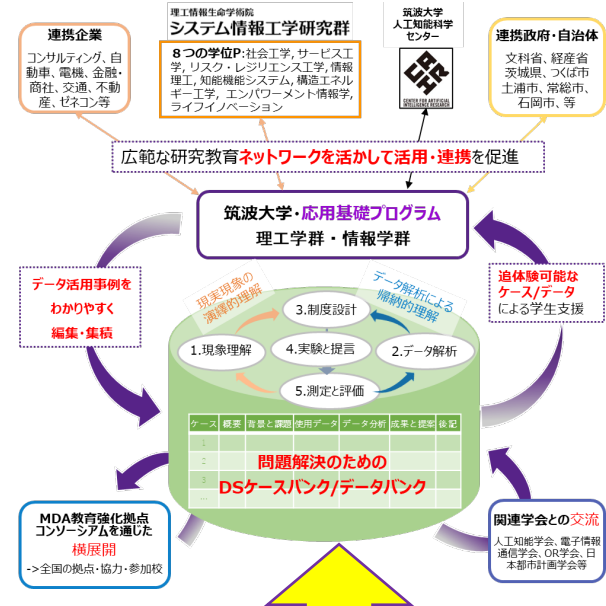 連携企業
コンサルティング、自
動車、電機、金融・
商社、交通、不動
産、ゼネコン等
理工情報生命学術院
システム情報工学研究群
８つの学位P:社会工学, サービス工
学, リスク・レジリエンス工学, 情報
理工, 知能機能システム, 構造エネル
ギー工学, エンパワーメント情報学,
ライフイノベーション
筑波大学
人工知能科学
センター
CAIR
CENTER FOR ARTIFICIAL
INTELLIGENCE RESEARCH
連携政府・自治体
文科省、経産省
茨城県、つくば市
土浦市、常総市、
石岡市、等
広範な研究教育ネットワークを活かして活用・連携を促進
筑波大学・応用基礎プログラム
理工学群・情報学群
データ活用事例を
わかりやすく
編集・集積
追体験可能な
ケース/データ
による学生支援
現実現象の
演繹的理解
データ解析による
帰納的理解
3.制度設計
1.現象理解
4.実験と提言
2.データ解析
5.測定と評価
ケース 概要 背景と課題 使用データ データ分析 成果と提案 後記
1
2
3
…
問題解決のための
DSケースバンク/データバンク
MDA教育強化拠点
コンソーシアムを通じた
横展開
->全国の拠点・協力・参加校
関連学会との交流
人工知能学会、電子情報
通信学会、OR学会、日
本都市計画学会等